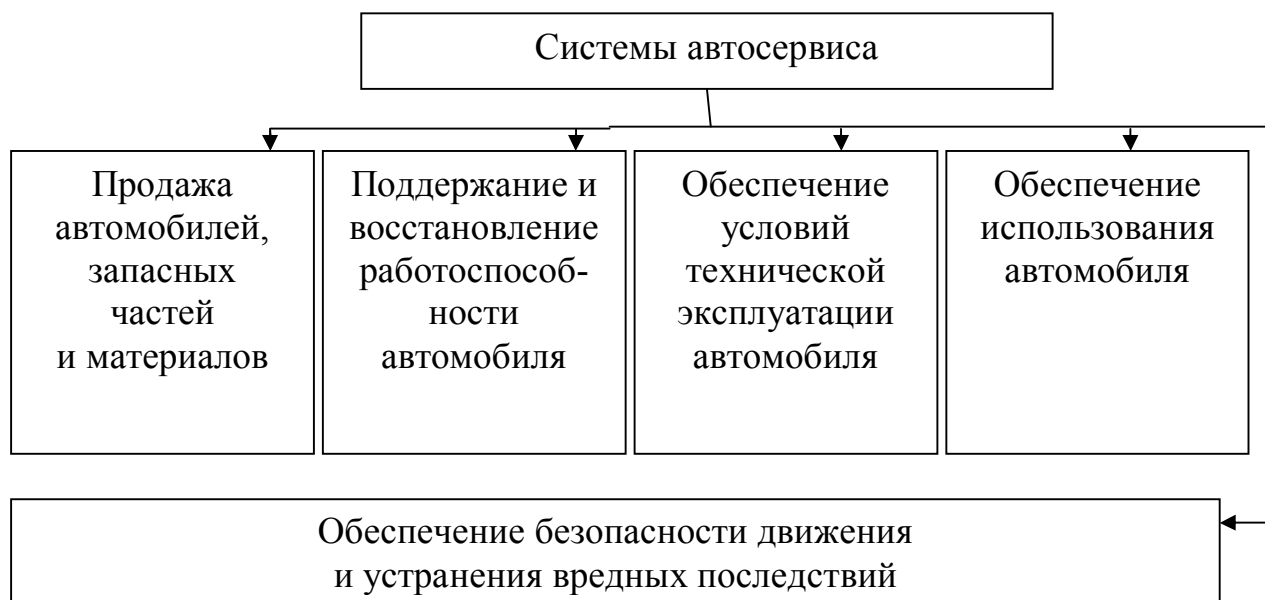 Системы автосервиса
Продажа
автомобилей,
запасных
частей
и материалов
Поддержание и
восстановление
работоспособ-
ности
автомобиля
Обеспечение
условий
технической
эксплуатации
автомобиля
Обеспечение
использования
автомобиля
Обеспечение безопасности движения
и устранения вредных последствий